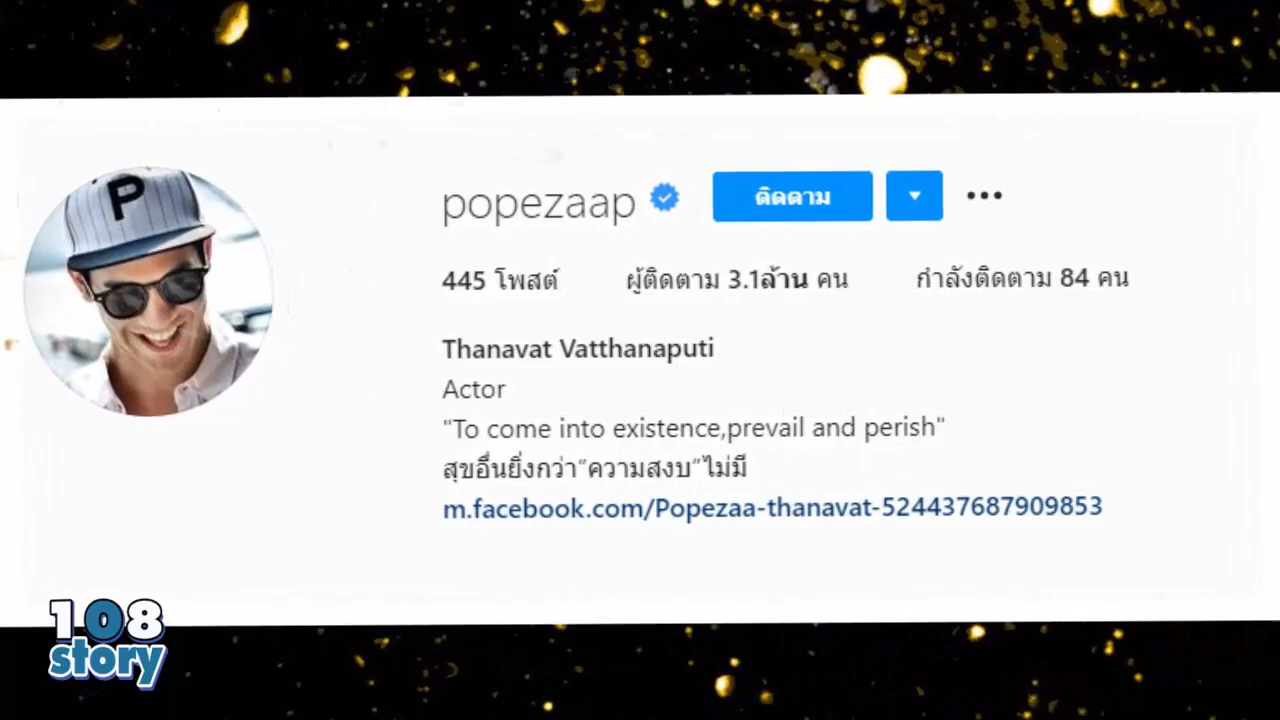 P
popezaap
ติดตาม
445 โพสต์ ผู้ติดตาม 3.1ล้าน คน กำลังติดตาม 84 คน
Thanavat Vatthanaputi
Actor
"To come into existence,prevail and perish"
สุขอื่นยิ่งกว่า"ความสงบ"ไม่มี
m.facebook.com/Popezaa-thanavat-524437687909853
108
story